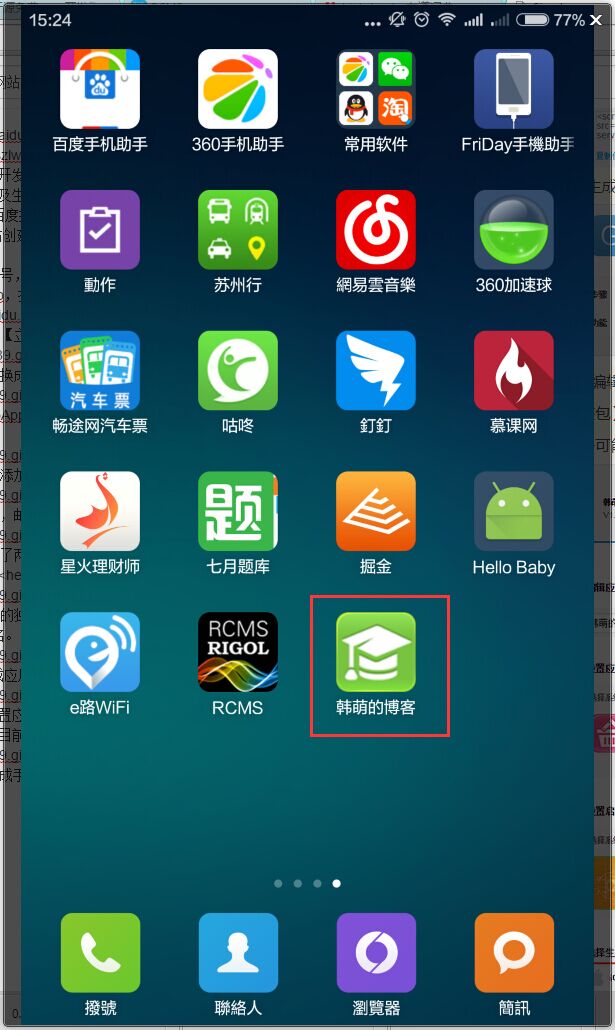 15:24
77%
百度手机助手
360手机助手
常用软件
FriDay手機助手
動作
苏州行
網易雲音樂
360加速球
汽车票
畅途网汽车票
咕咚
釘釘
慕课网
题
星火理财师
七月题库
掘金
Hello Baby
RCMS
RIGOL
e路WiFi
RCMS
韩萌的博客
撥號
聯絡人
瀏覽器
簡訊